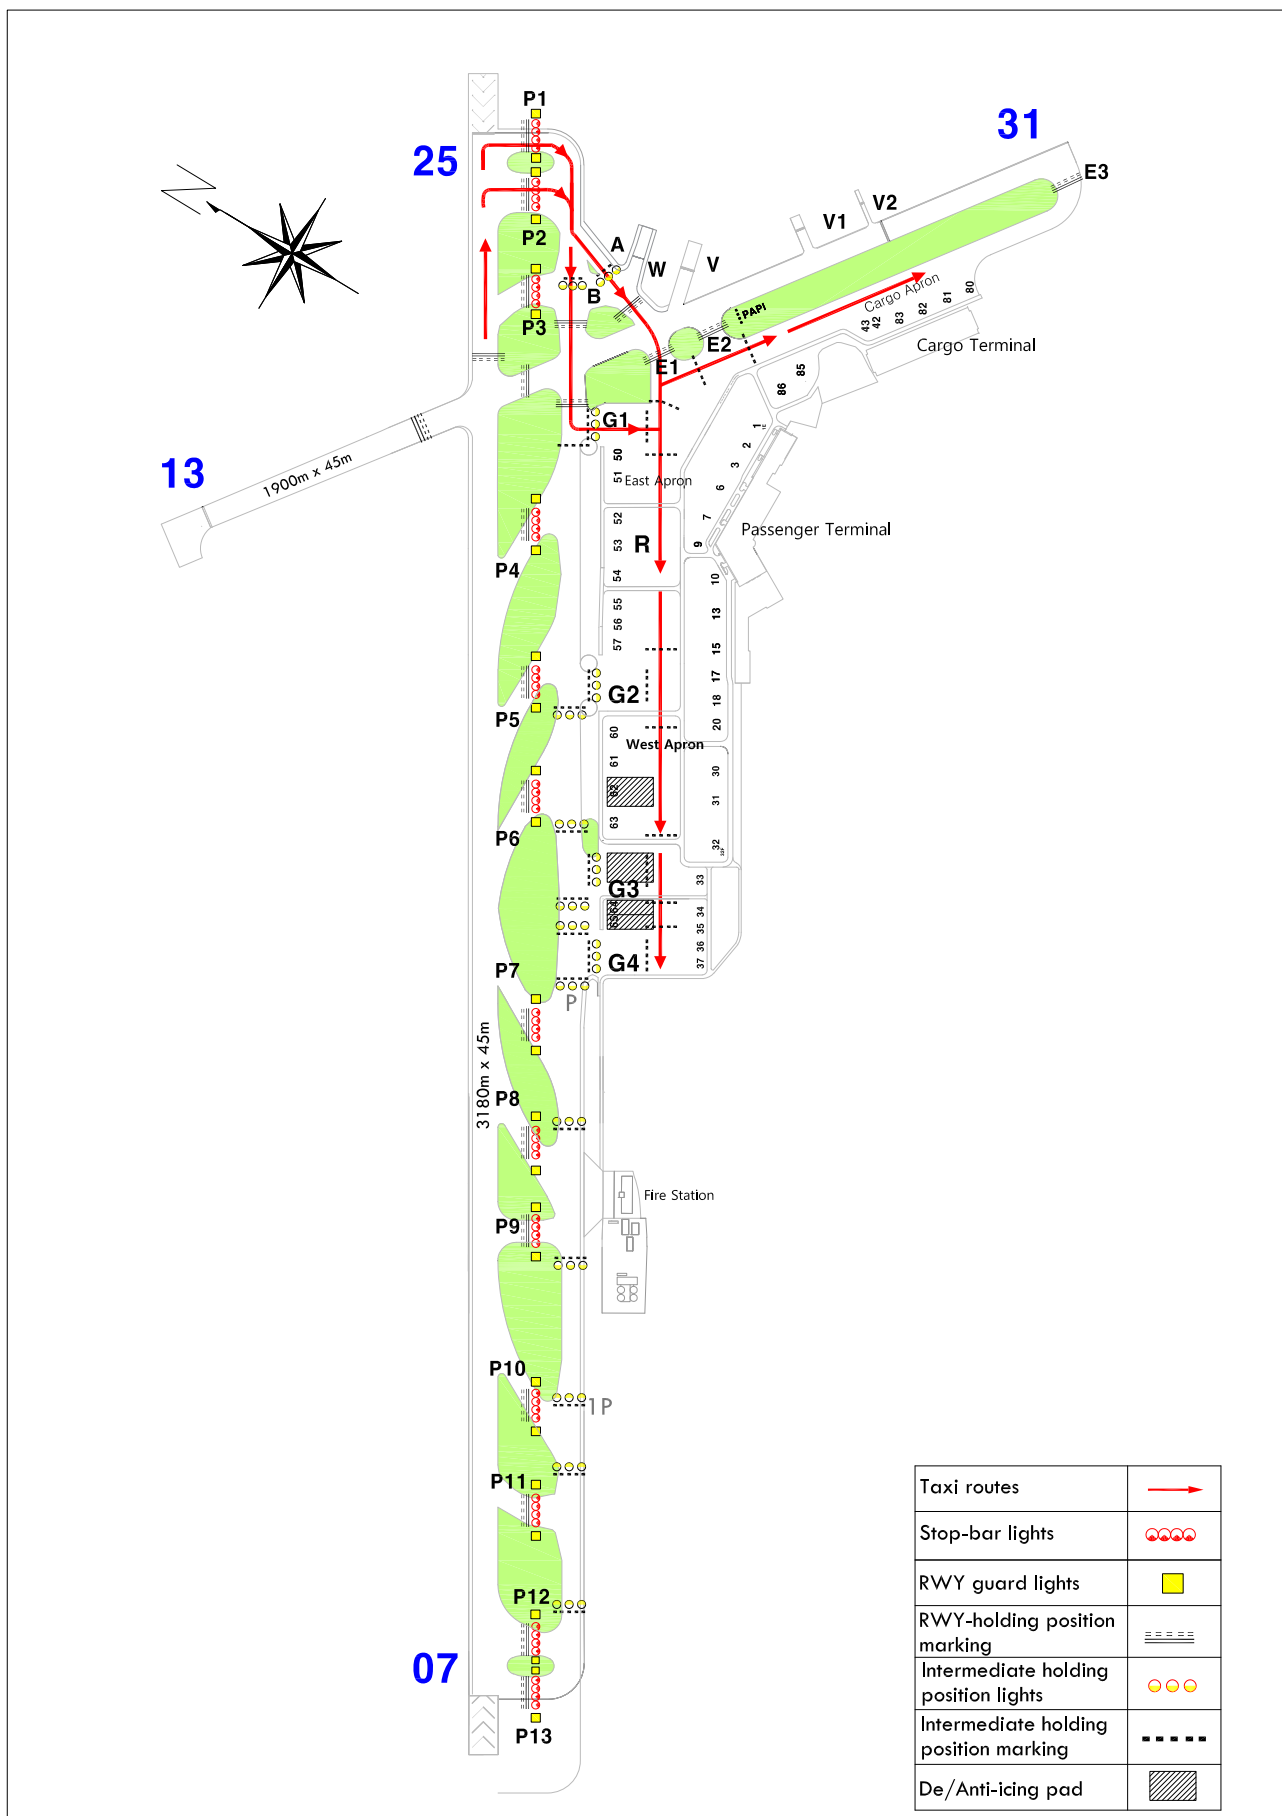 P1
31
25
E3
V2
V1
P2
A
W
V
B
PAPI
Cargo Apron
80
81
82
83
42
43
P3
E2
E1
Cargo Terminal
85
86
G1
1
2
3
6
7
9
50
51
East Apron
13
1900m x 45m
52
53
54
R
Passenger Terminal
P4
10
13
15
17
18
20
55
56
57
G2
P5
60
West Apron
61
62
63
30
31
32
P6
G3
33
64
65
34
35
36
37
P7
G4
P
3180m x 45m
P8
Fire Station
P9
P10
1P
P11
P12
07
P13
Taxi routes
Stop-bar lights
RWY guard lights
RWY-holding position
marking
Intermediate holding
position lights
Intermediate holding
position marking
De/Anti-icing pad